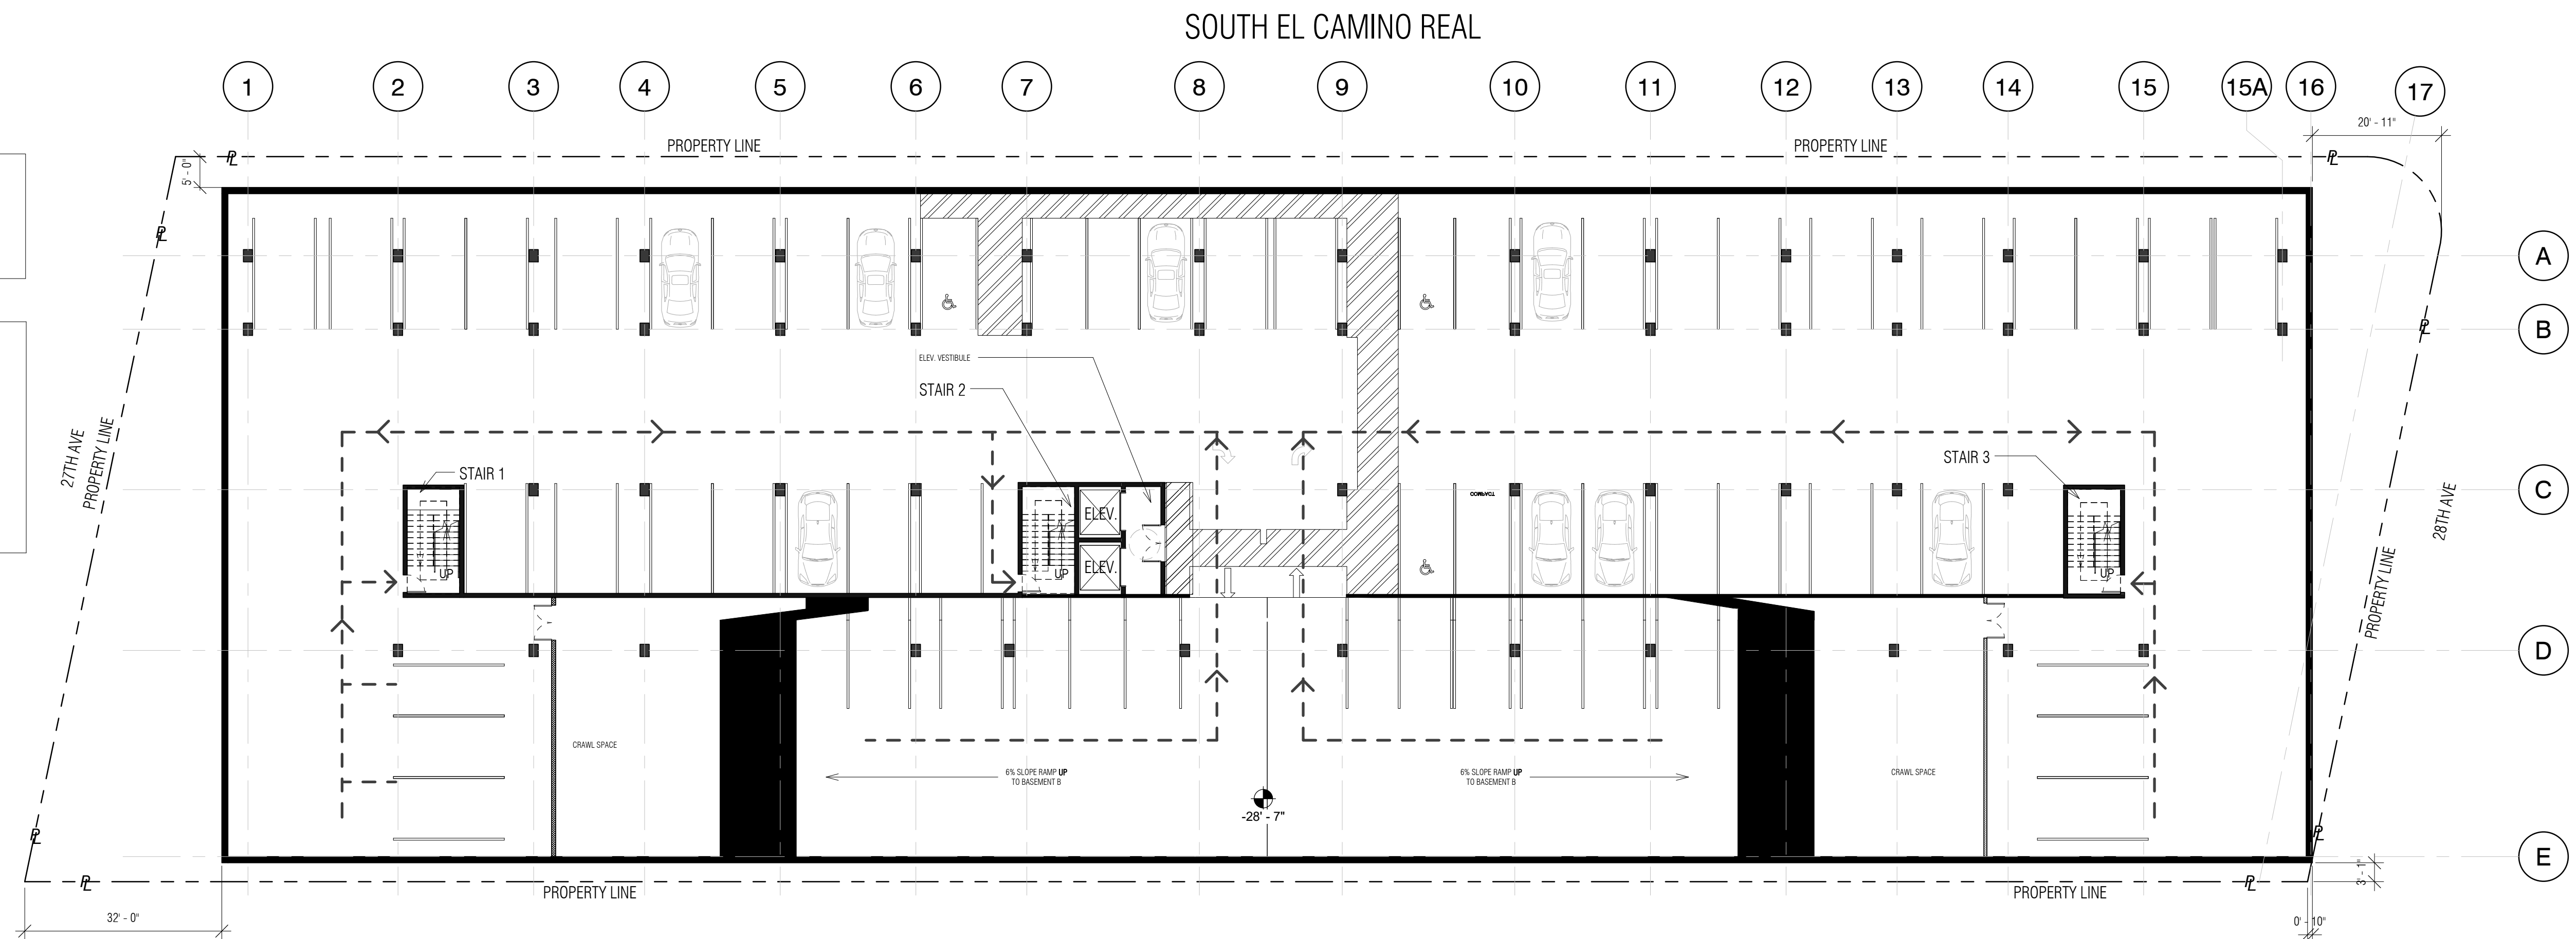 SOUTH EL CAMINO REAL
1 2 3 4 5 6 7 8 9 10 11 12 13 14 15 15A 16 17
20' - 11"
PROPERTY LINE
PROPERTY LINE
PL
PL
5' - 0"
PL
A
PL
B
ELEV. VESTIBULE
STAIR 2
27TH AVE
PROPERTY LINE
STAIR 1
STAIR 3
C
28TH AVE
ELEV.
ELEV.
UP
UP
UP
PROPERTY LINE
D
CRAWL SPACE
CRAWL SPACE
6% SLOPE RAMP UP
TO BASEMENT B
6% SLOPE RAMP UP
TO BASEMENT B
-28' - 7"
PL
PL
E
3' - 1"
PL
PL
PROPERTY LINE
PROPERTY LINE
32' - 0"
0' - 10"